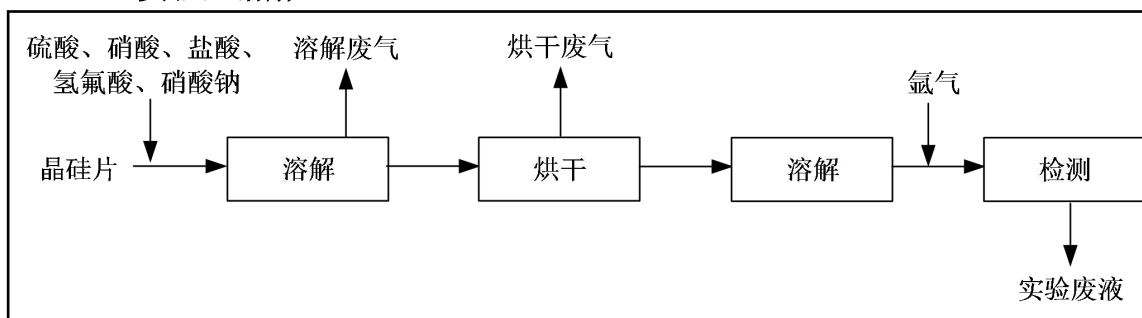 硫酸、硝酸、盐酸、
氢氟酸、硝酸钠
溶解废气
烘干废气
氩气
晶硅片
溶解
烘干
溶解
检测
实验废液